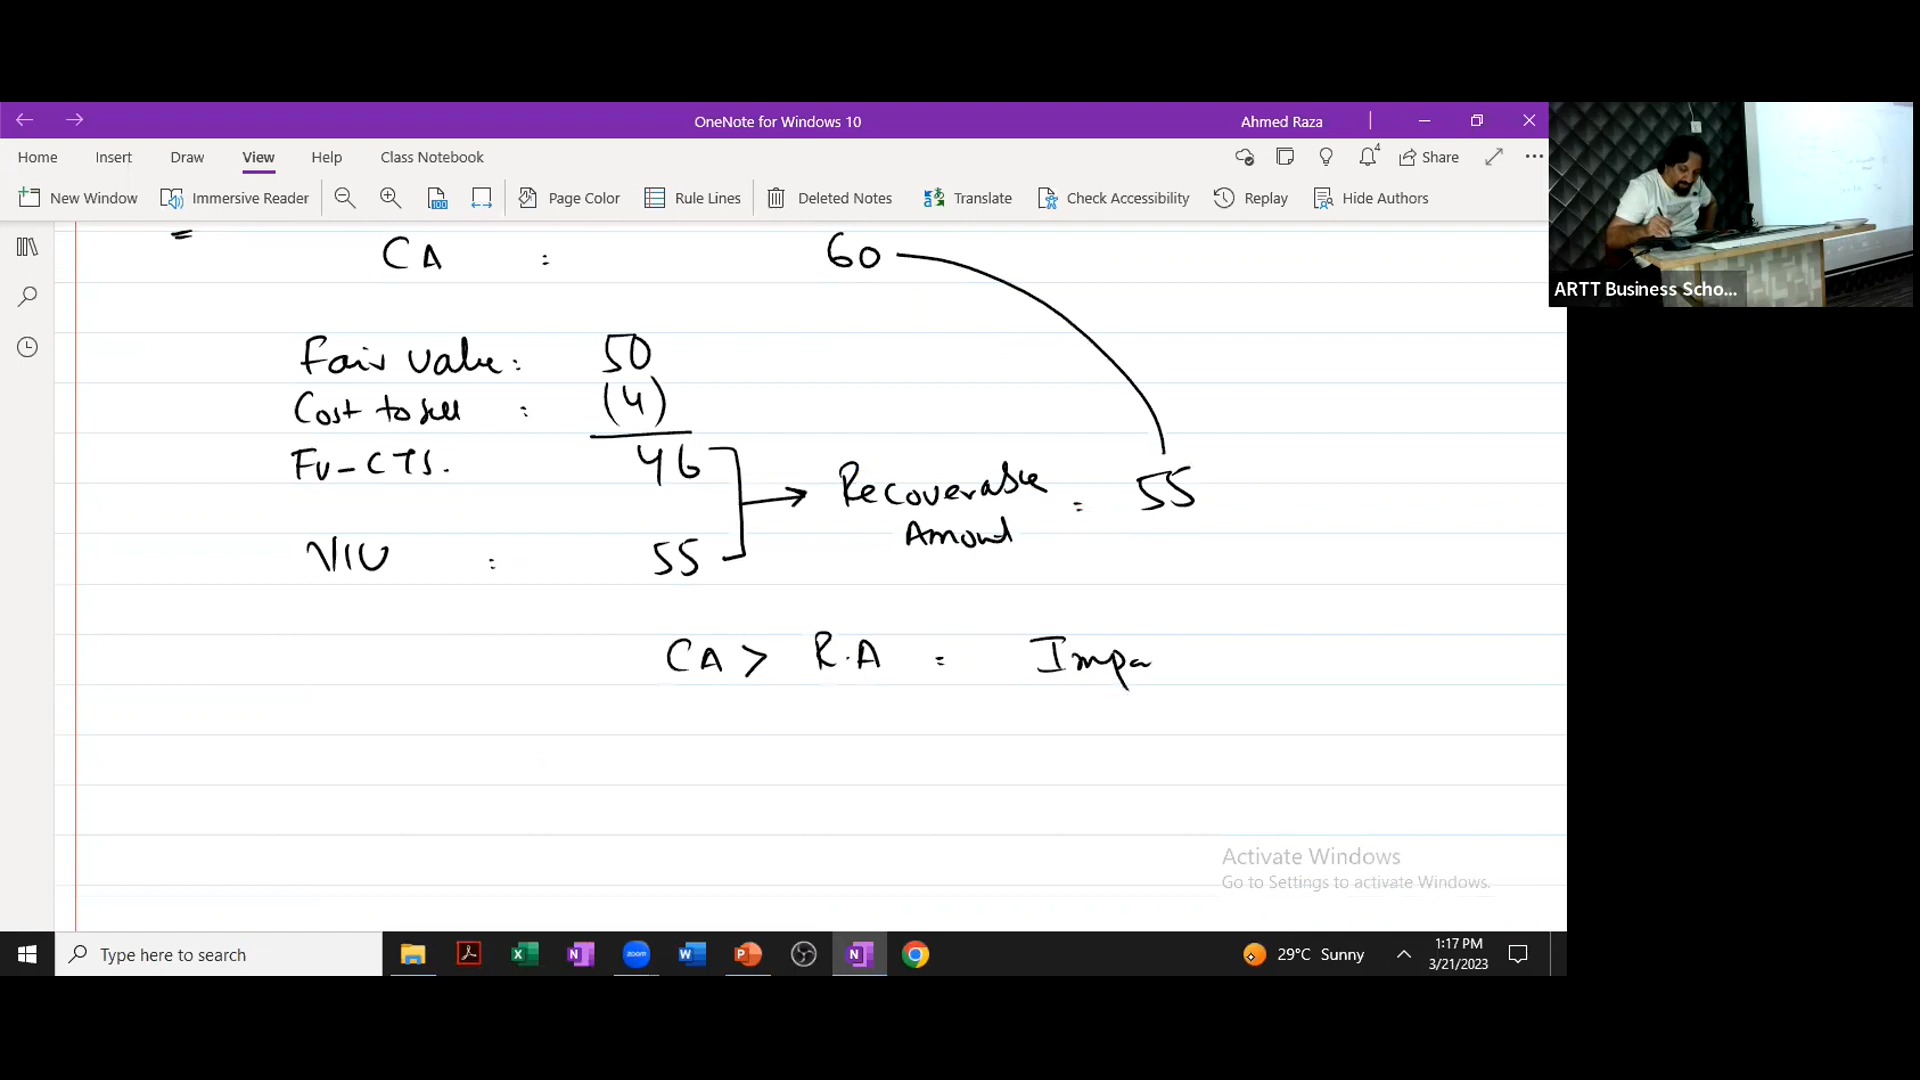 OneNote for Windows 10
Ahmed Raza
Home Insert Draw View Help Class Notebook
4
Share
New Window Immersive Reader 100 Page Color Rule Lines Deleted Notes Translate Check Accessibility Replay Hide Authors
ARTT Business Scho...
= CA : 60
Fair value: 50
Cost to sell : (4)
FV-CTS. 46
Recoverable Amount = 55
VIU : 55
CA > R.A = Impa
Activate Windows
Go to Settings to activate Windows.
Type here to search
zoom
29°C Sunny
1:17 PM
3/21/2023